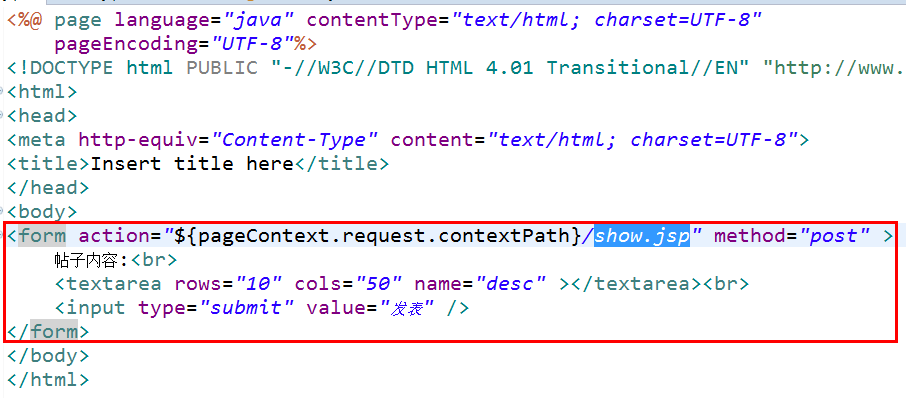 <%@ page language="java" contentType="text/html; charset=UTF-8"
    pageEncoding="UTF-8"%>
<!DOCTYPE html PUBLIC "-//W3C//DTD HTML 4.01 Transitional//EN" "http://www.
<html>
<head>
<meta http-equiv="Content-Type" content="text/html; charset=UTF-8">
<title>Insert title here</title>
</head>
<body>
<form action="${pageContext.request.contextPath}/show.jsp" method="post" >
    帖子内容:<br>
    <textarea rows="10" cols="50" name="desc" ></textarea><br>
    <input type="submit" value="发表" />
</form>
</body>
</html>